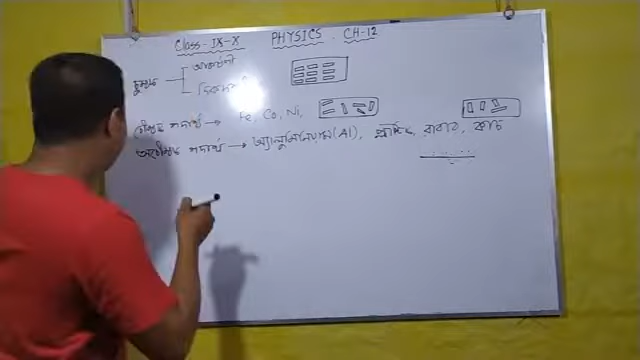 Class-IX-X PHYSICS CH-12
চুম্বক আকর্ষণী
চৌম্বক পদার্থ → Fe, Co, Ni,
অচৌম্বক পদার্থ → অ্যালুমিনিয়াম (Al), প্লাস্টিক, রাবার, কাচ